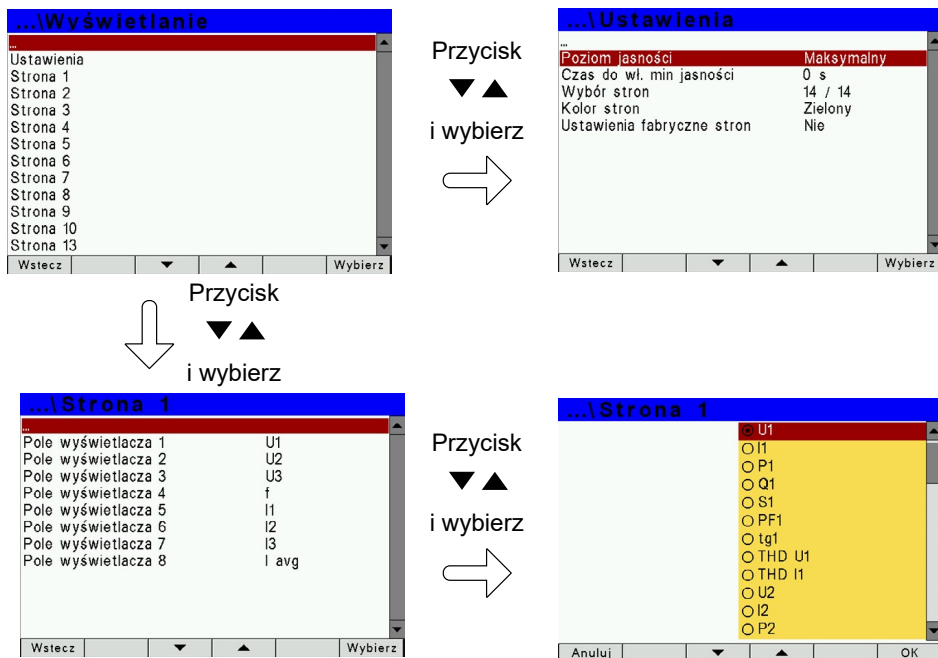 ...\Wyświetlanie
...
Ustawienia
Strona 1
Strona 2
Strona 3
Strona 4
Strona 5
Strona 6
Strona 7
Strona 8
Strona 9
Strona 10
Strona 13
Wstecz ▼ ▲ Wybierz
Przycisk
▼ ▲
i wybierz
...\Ustawienia
...
Poziom jasności Maksymalny
Czas do wł. min jasności 0 s
Wybór stron 14 / 14
Kolor stron Zielony
Ustawienia fabryczne stron Nie
Wstecz ▼ ▲ Wybierz
Przycisk
▼ ▲
i wybierz
...\Strona 1
...
Pole wyświetlacza 1 U1
Pole wyświetlacza 2 U2
Pole wyświetlacza 3 U3
Pole wyświetlacza 4 f
Pole wyświetlacza 5 I1
Pole wyświetlacza 6 I2
Pole wyświetlacza 7 I3
Pole wyświetlacza 8 I avg
Wstecz ▼ ▲ Wybierz
Przycisk
▼ ▲
i wybierz
...\Strona 1
U1
I1
P1
Q1
S1
PF1
tg1
THD U1
THD I1
U2
I2
P2
Anuluj ▼ ▲ OK